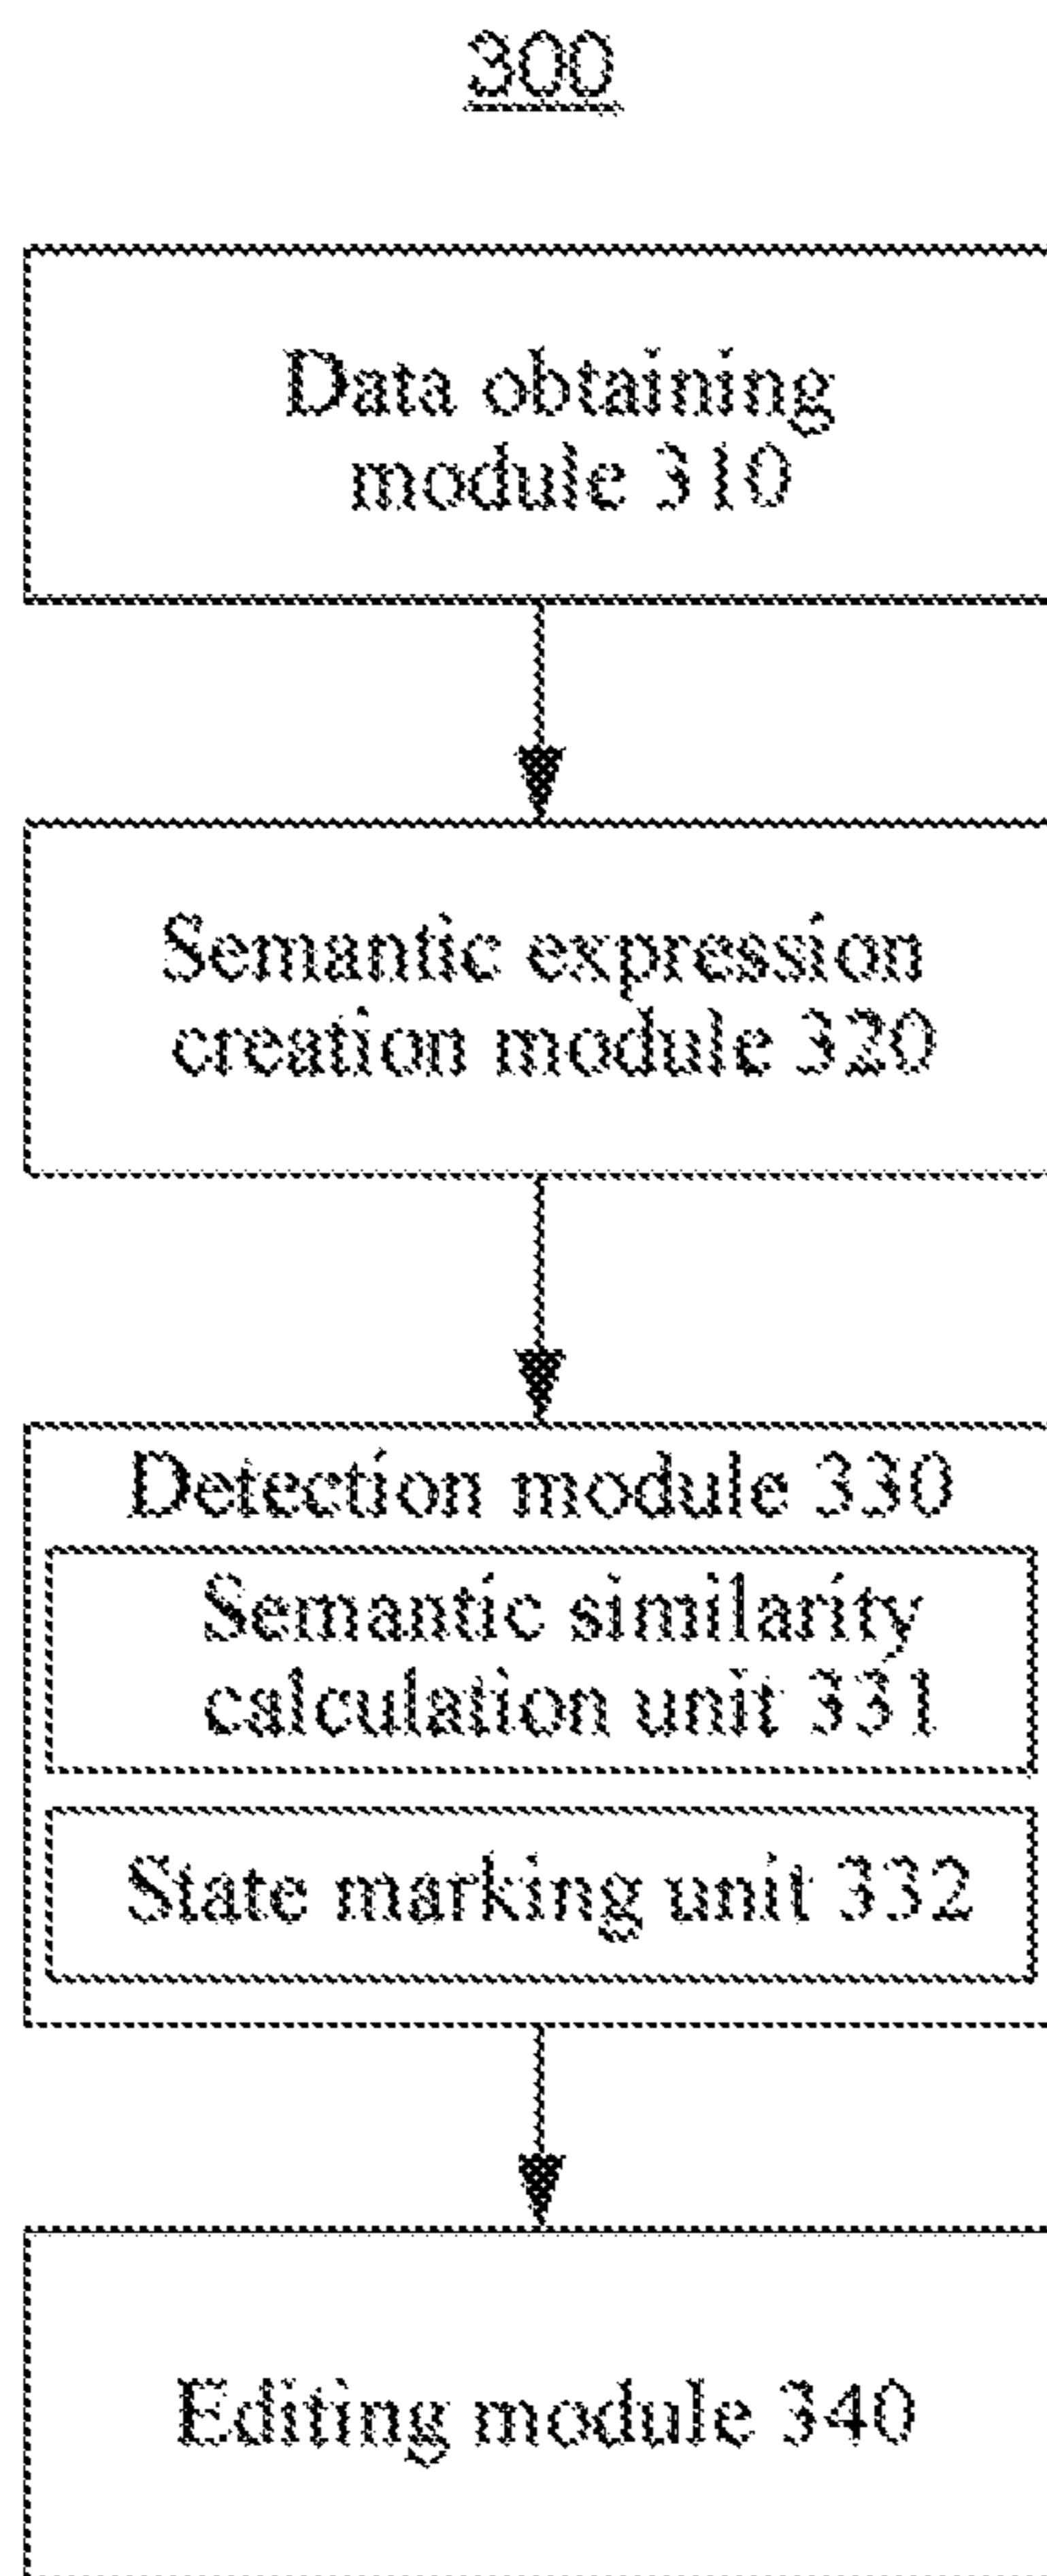 300
Data obtaining
module 310
Semantic expression
creation module 320
Detection module 330
Semantic similarity
calculation unit 331
State marking unit 332
Editing module 340